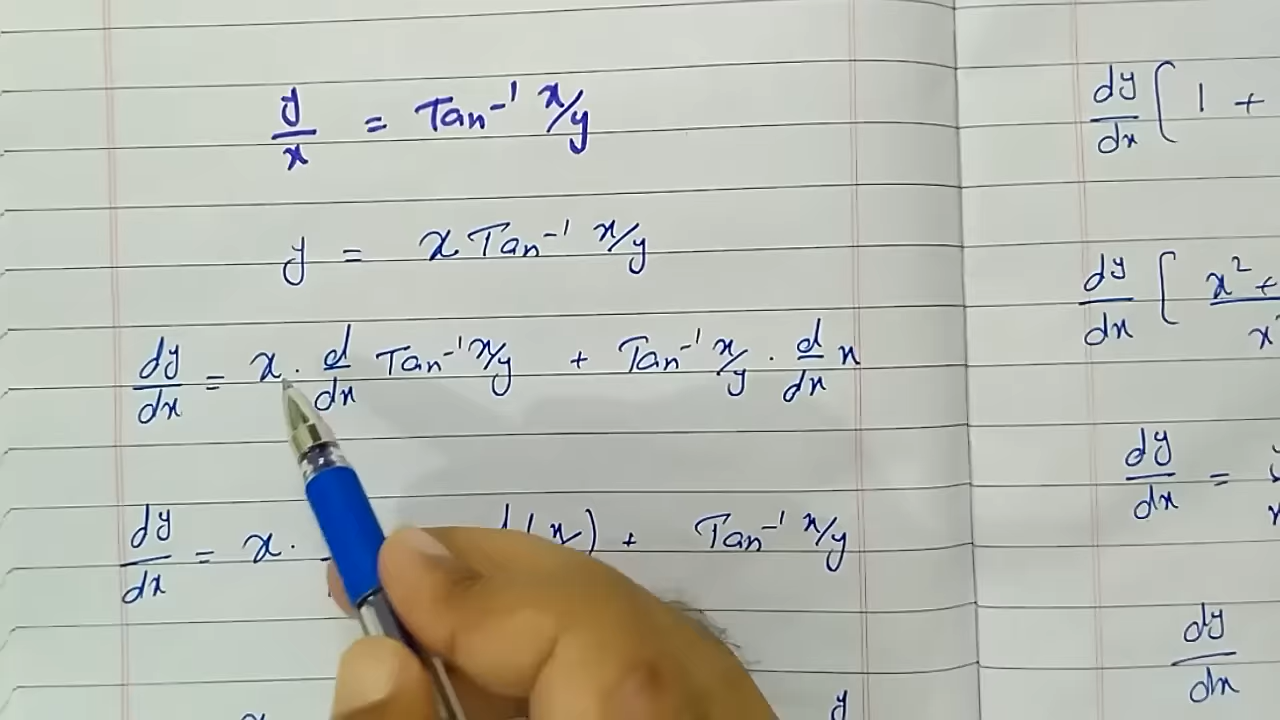 y/x = Tan⁻¹ x/y
y = x Tan⁻¹ x/y
dy/dx = x · d/dx Tan⁻¹ x/y + Tan⁻¹ x/y · d/dx x
dy/dx = x · + Tan⁻¹ x/y
y
dy/dx [ 1 +
dy/dx [ x² +
dy/dx =
dy/dx